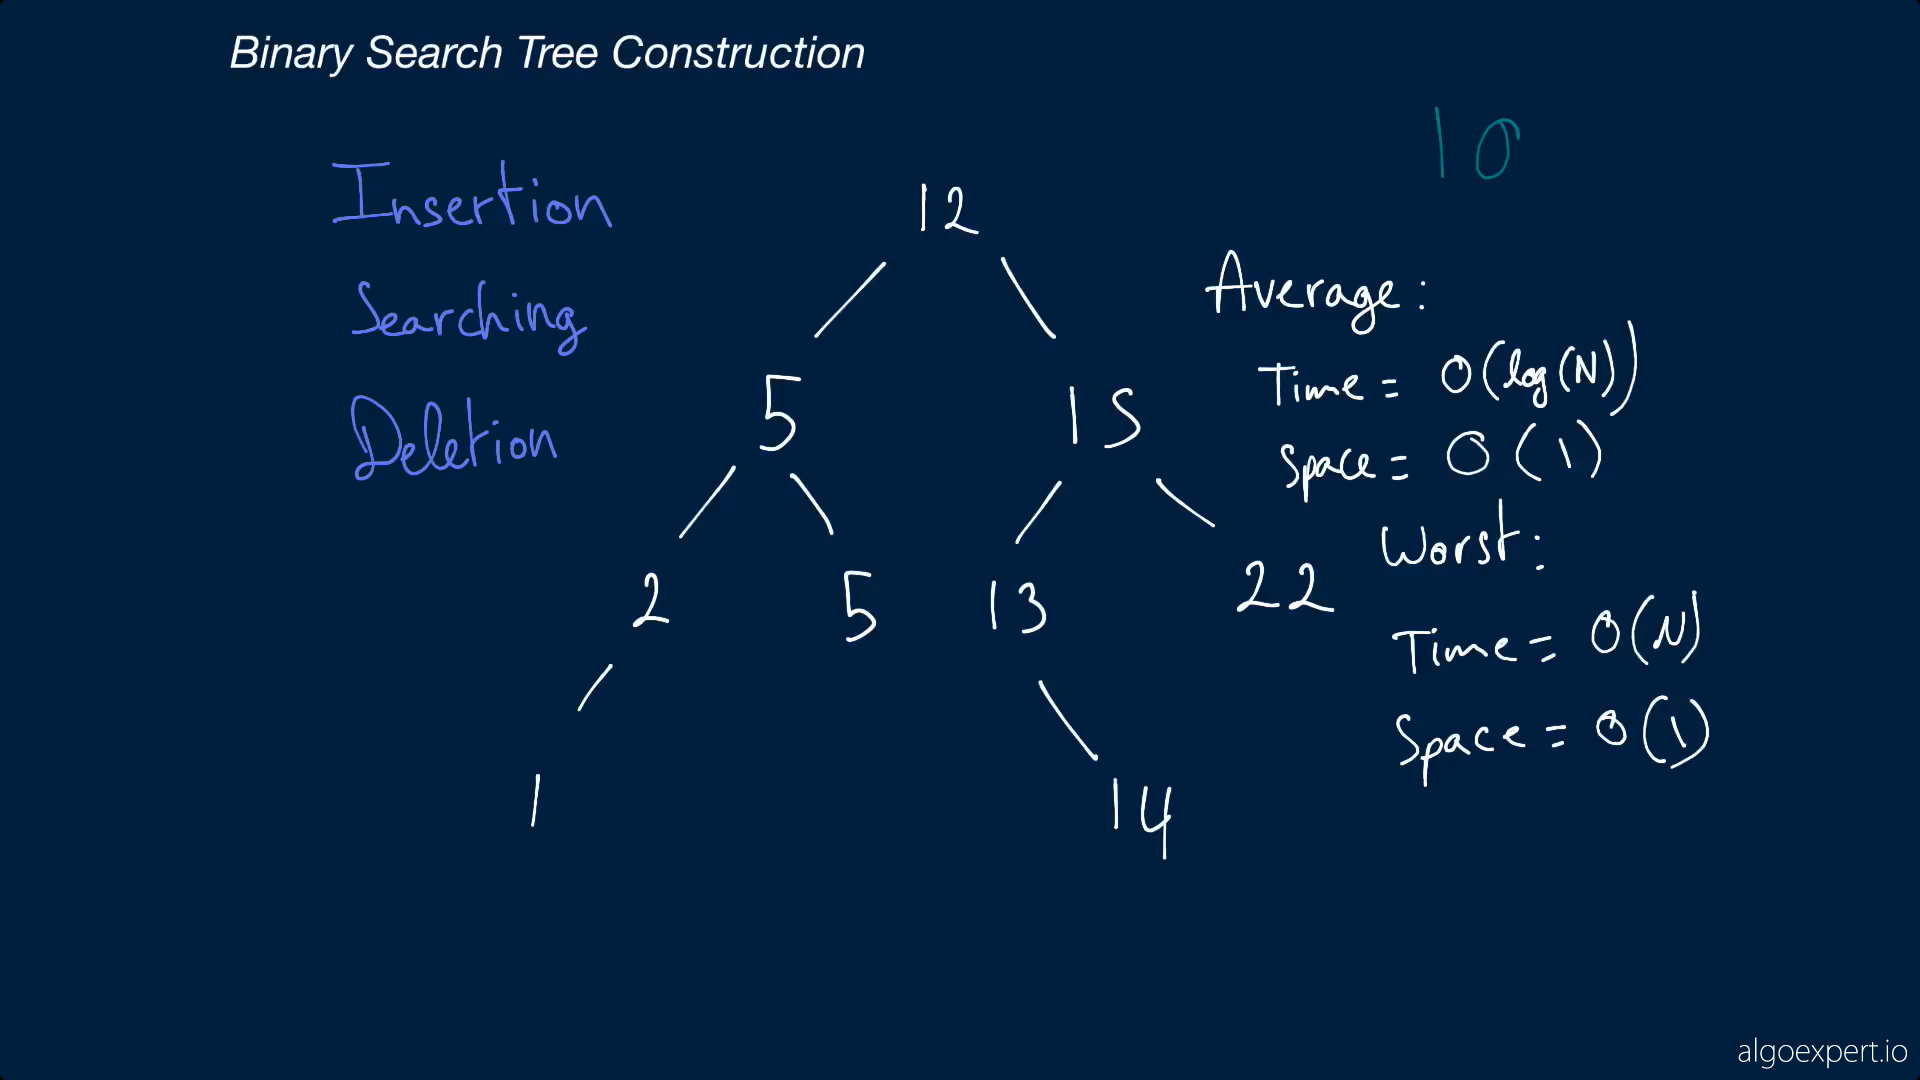 Binary Search Tree Construction
10
Insertion
Searching
Deletion
12
5 15
2 5 13 22
1 14
Average:
Time = O(log(N))
Space = O(1)
Worst:
Time = O(N)
Space = O(1)
algoexpert.io